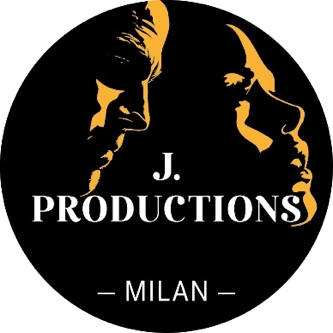 J.
PRODUCTIONS
— MILAN —